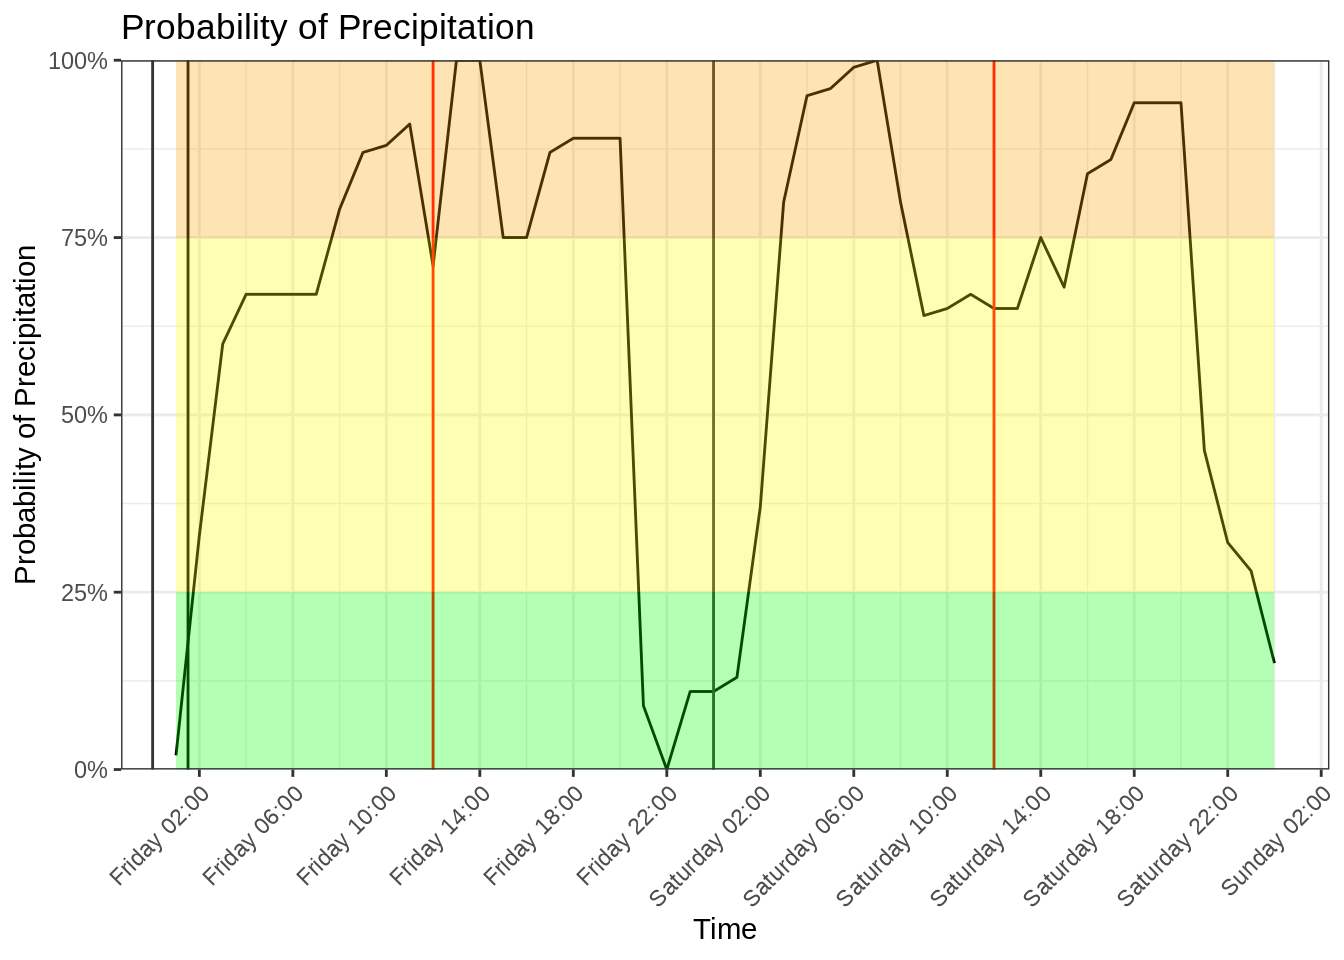 Probability of Precipitation
Probability of Precipitation
100%
75%
50%
25%
0%
Friday 02:00
Friday 06:00
Friday 10:00
Friday 14:00
Friday 18:00
Friday 22:00
Saturday 02:00
Saturday 06:00
Saturday 10:00
Saturday 14:00
Saturday 18:00
Saturday 22:00
Sunday 02:00
Time